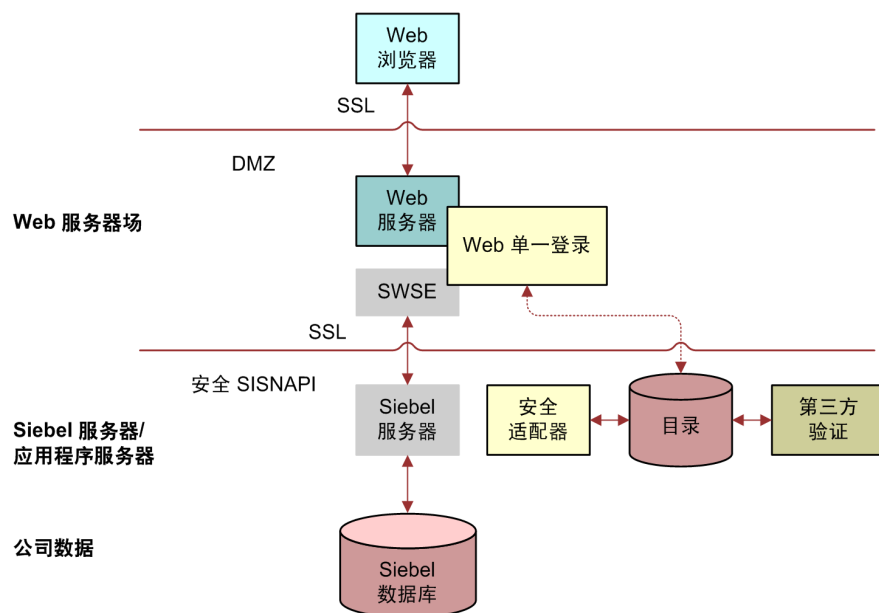 Web
浏览器
SSL
DMZ
Web
服务器
Web 服务器场
Web 单一登录
SWSE
SSL
安全 SISNAPI
Siebel
服务器
安全
适配器
目录
第三方
验证
Siebel 服务器/
应用程序服务器
公司数据
Siebel
数据库